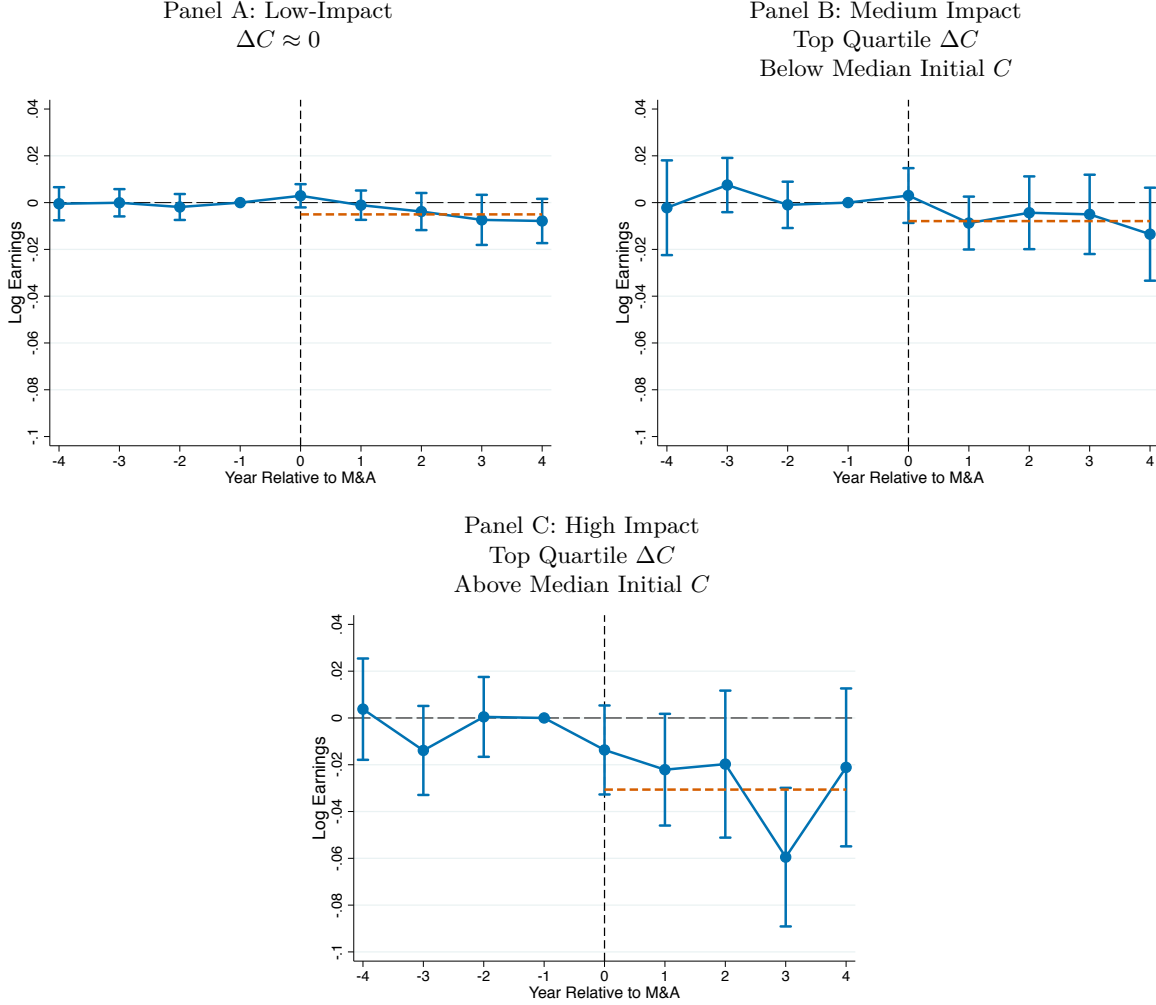 Panel A: Low-Impact
ΔC ≈ 0
.04
.02
0
-.02
-.04
-.06
-.08
-.1
Log Earnings
-4 -3 -2 -1 0 1 2 3 4
Year Relative to M&A
Panel B: Medium Impact
Top Quartile ΔC
Below Median Initial C
.04
.02
0
-.02
-.04
-.06
-.08
-.1
Log Earnings
-4 -3 -2 -1 0 1 2 3 4
Year Relative to M&A
Panel C: High Impact
Top Quartile ΔC
Above Median Initial C
.04
.02
0
-.02
-.04
-.06
-.08
-.1
Log Earnings
-4 -3 -2 -1 0 1 2 3 4
Year Relative to M&A